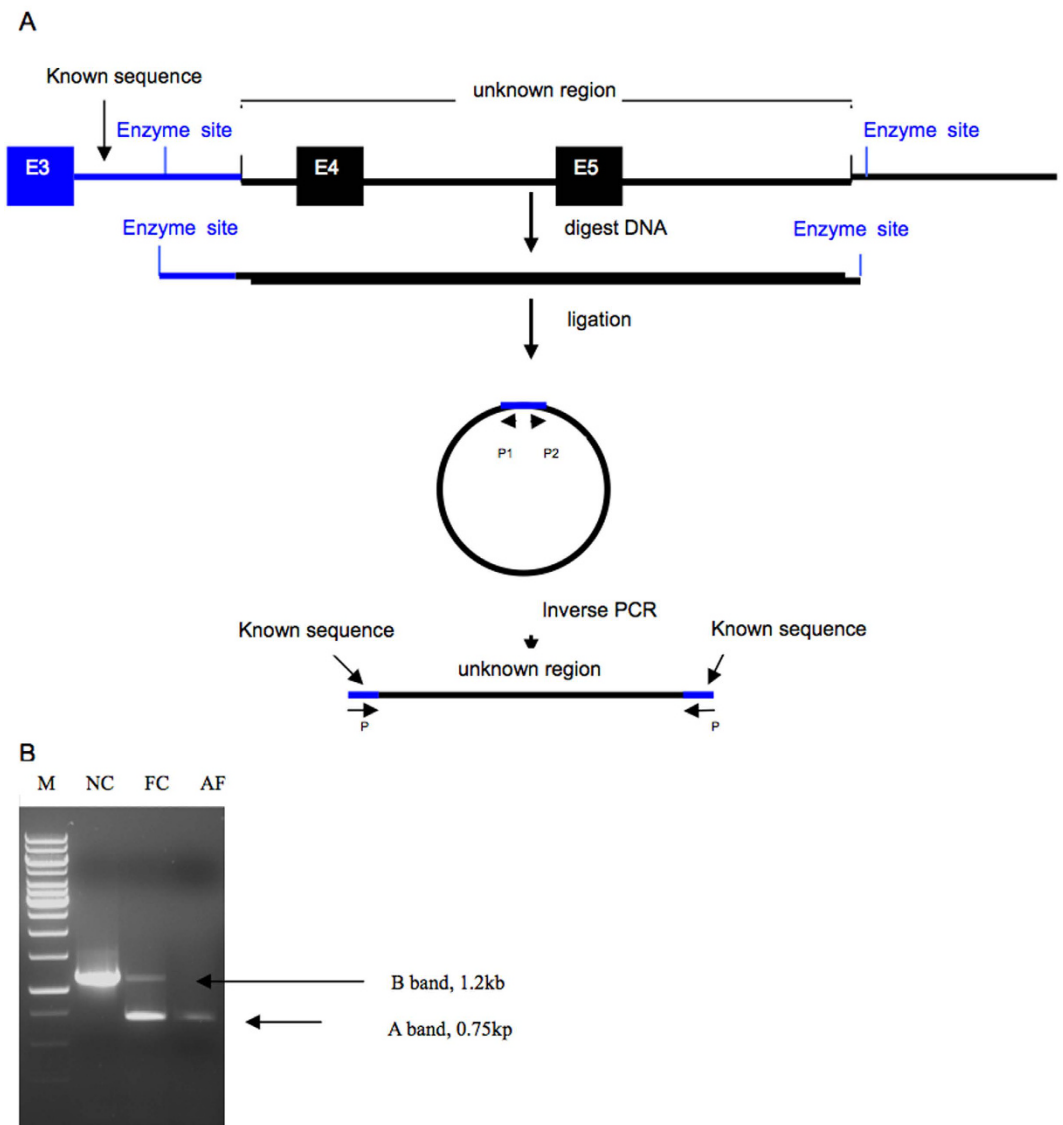 A
Known sequence
unknown region
Enzyme site
Enzyme site
E3
E4
E5
digest DNA
Enzyme site
Enzyme site
ligation
P1
P2
Inverse PCR
Known sequence
Known sequence
unknown region
P
P
B
M NC FC AF
B band, 1.2kb
A band, 0.75kp